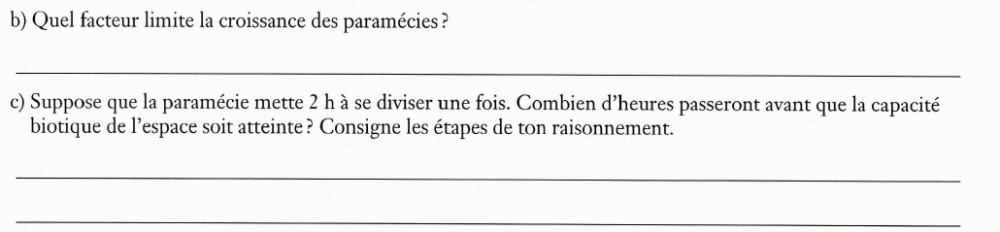 b) Quel facteur limite la croissance des paramécies ?
c) Suppose que la paramécie mette 2 h à se diviser une fois. Combien d'heures passeront avant que la capacité
biotique de l'espace soit atteinte ? Consigne les étapes de ton raisonnement.